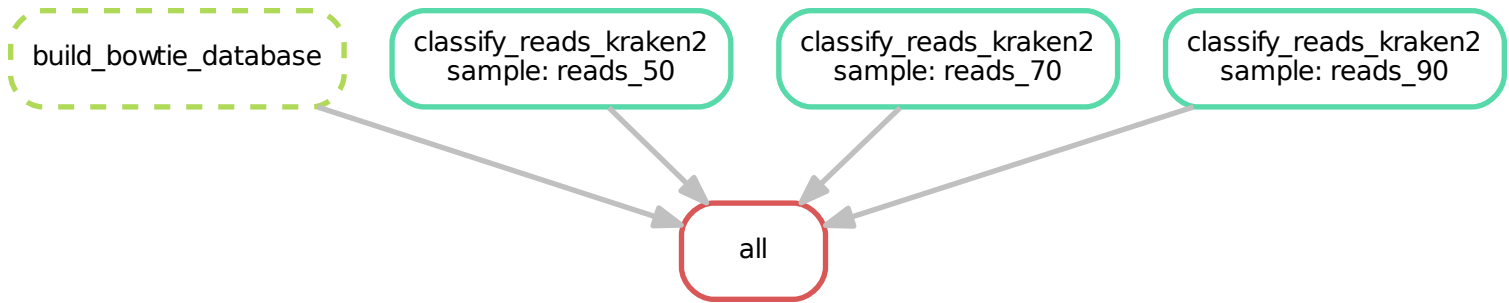 build_bowtie_database
classify_reads_kraken2
sample: reads_50
classify_reads_kraken2
sample: reads_70
classify_reads_kraken2
sample: reads_90
all